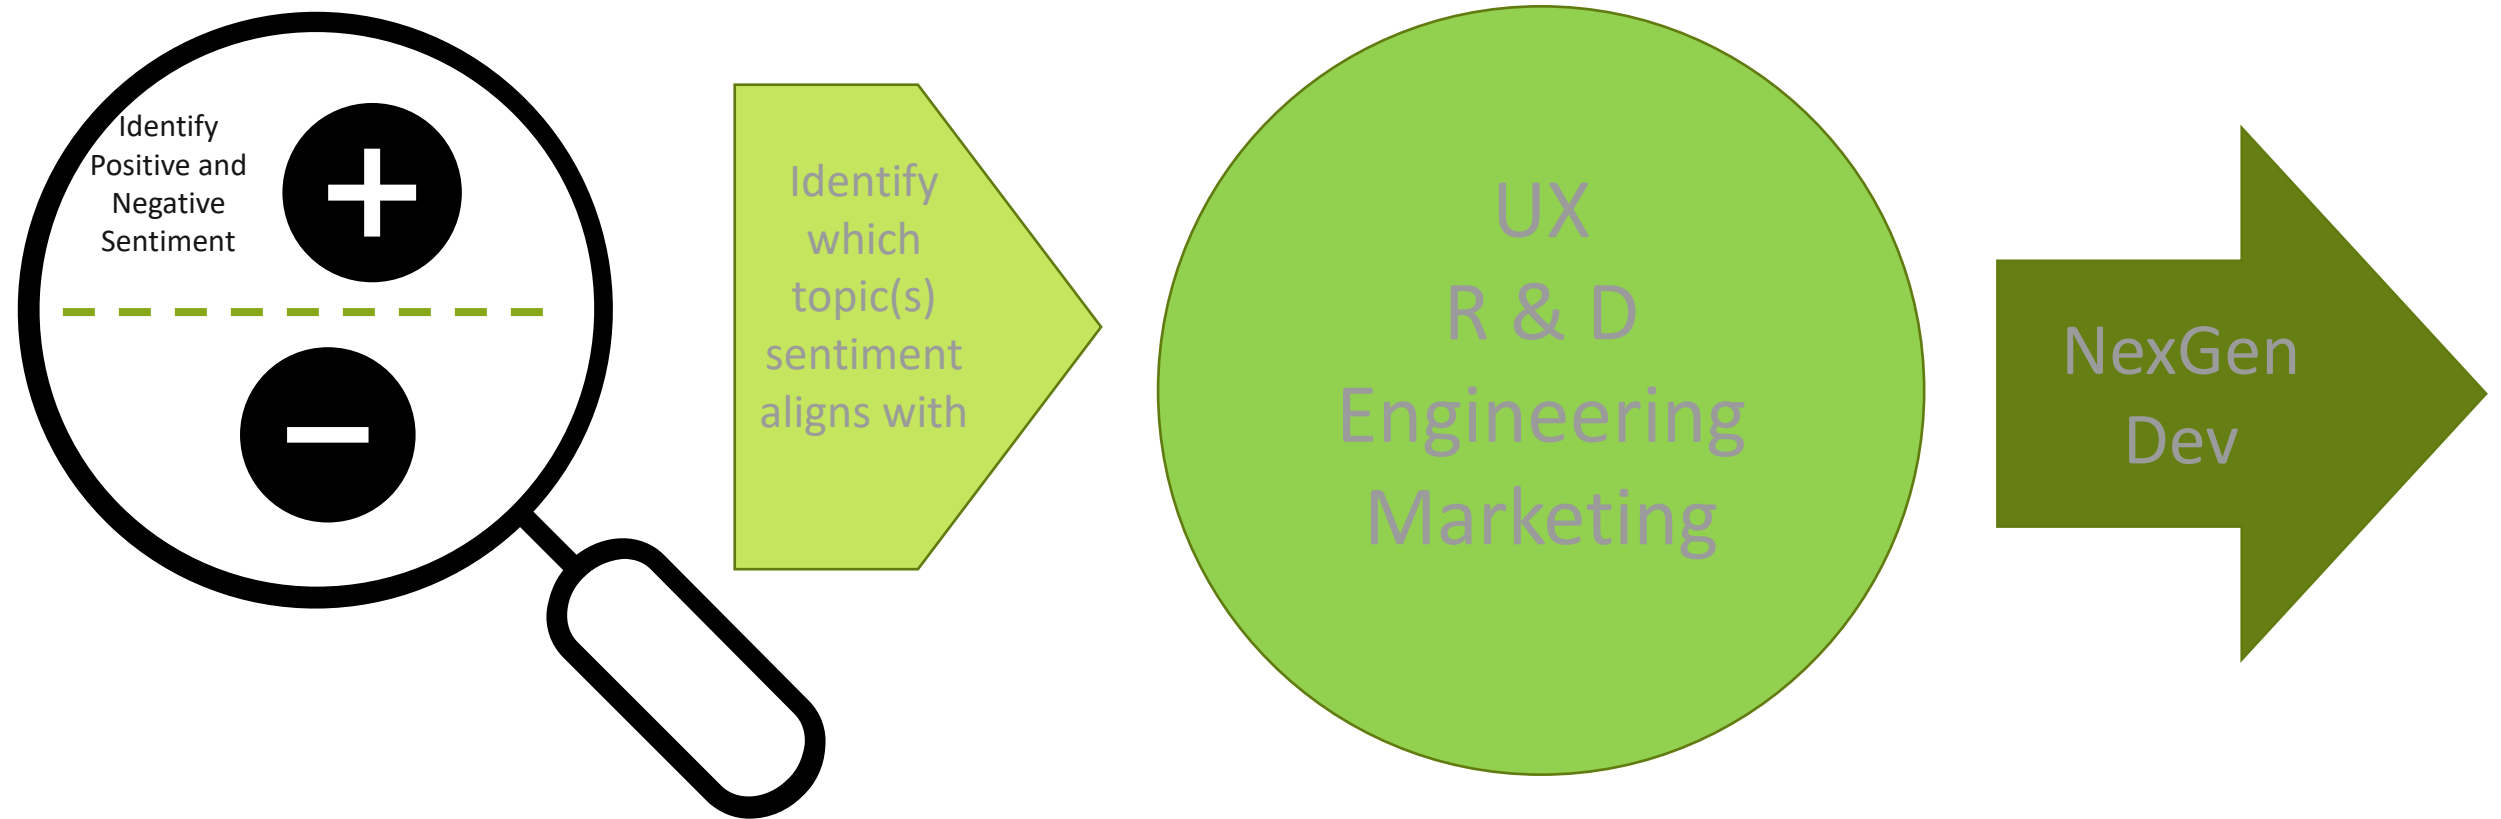 Identify
Positive and
Negative
Sentiment
Identify
which
topic(s)
sentiment
aligns with
UX
R & D
Engineering
Marketing
NexGen
Dev